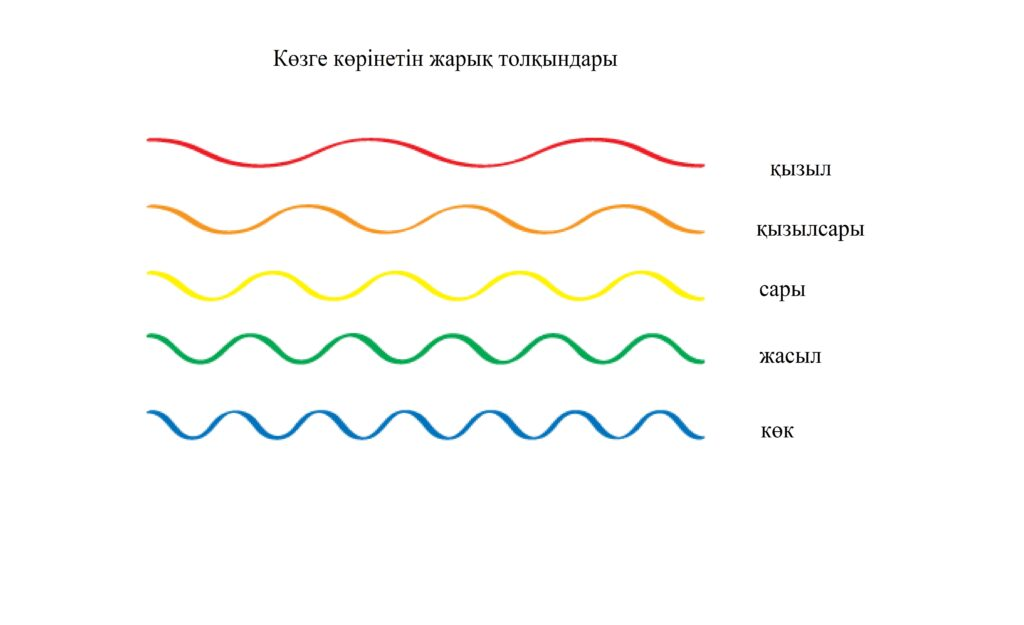 Көзге көрінетін жарық толқындары
қызыл
қызылсары
сары
жасыл
көк